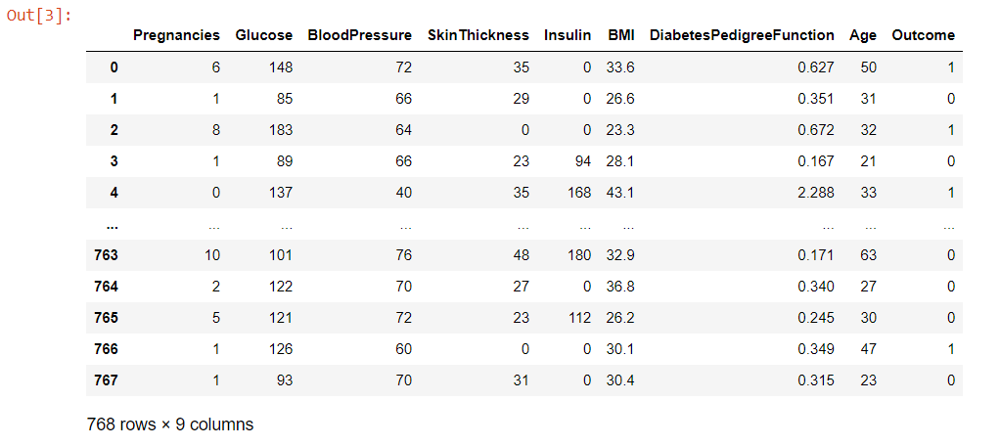 Out[3]:
Pregnancies Glucose BloodPressure SkinThickness Insulin BMI DiabetesPedigreeFunction Age Outcome
0 6 148 72 35 0 33.6 0.627 50 1
1 1 85 66 29 0 26.6 0.351 31 0
2 8 183 64 0 0 23.3 0.672 32 1
3 1 89 66 23 94 28.1 0.167 21 0
4 0 137 40 35 168 43.1 2.288 33 1
... ... ... ... ... ... ... ... ... ...
763 10 101 76 48 180 32.9 0.171 63 0
764 2 122 70 27 0 36.8 0.340 27 0
765 5 121 72 23 112 26.2 0.245 30 0
766 1 126 60 0 0 30.1 0.349 47 1
767 1 93 70 31 0 30.4 0.315 23 0
768 rows × 9 columns